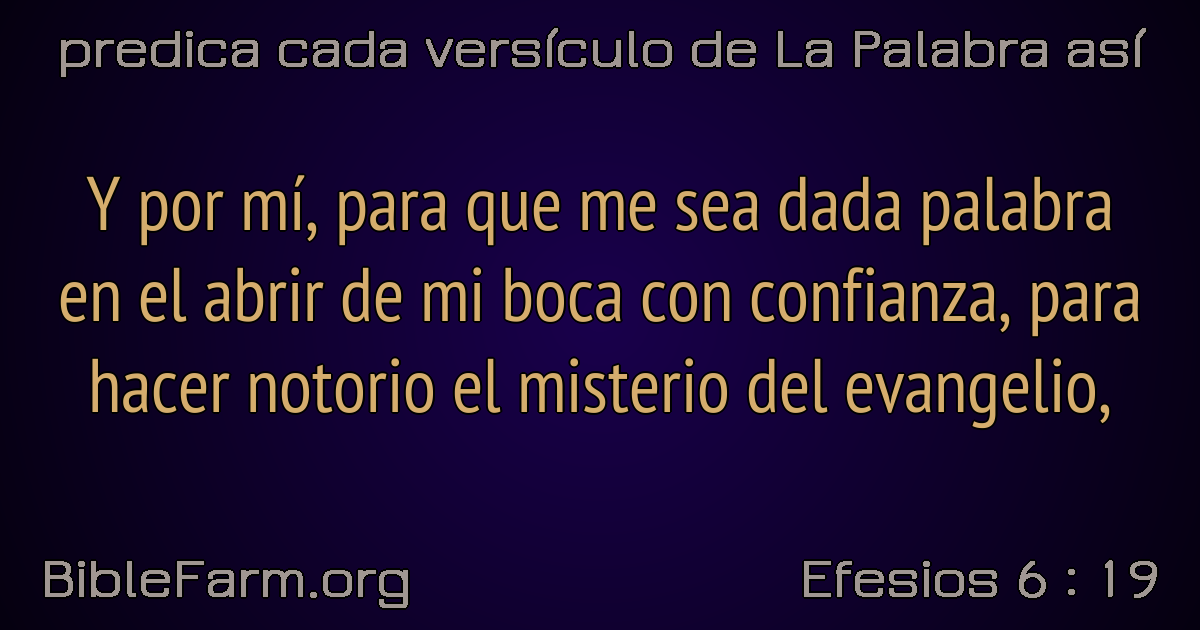 predica cada versículo de La Palabra así
Y por mí, para que me sea dada palabra
en el abrir de mi boca con confianza, para
hacer notorio el misterio del evangelio,
BibleFarm.org
Efesios 6 : 19